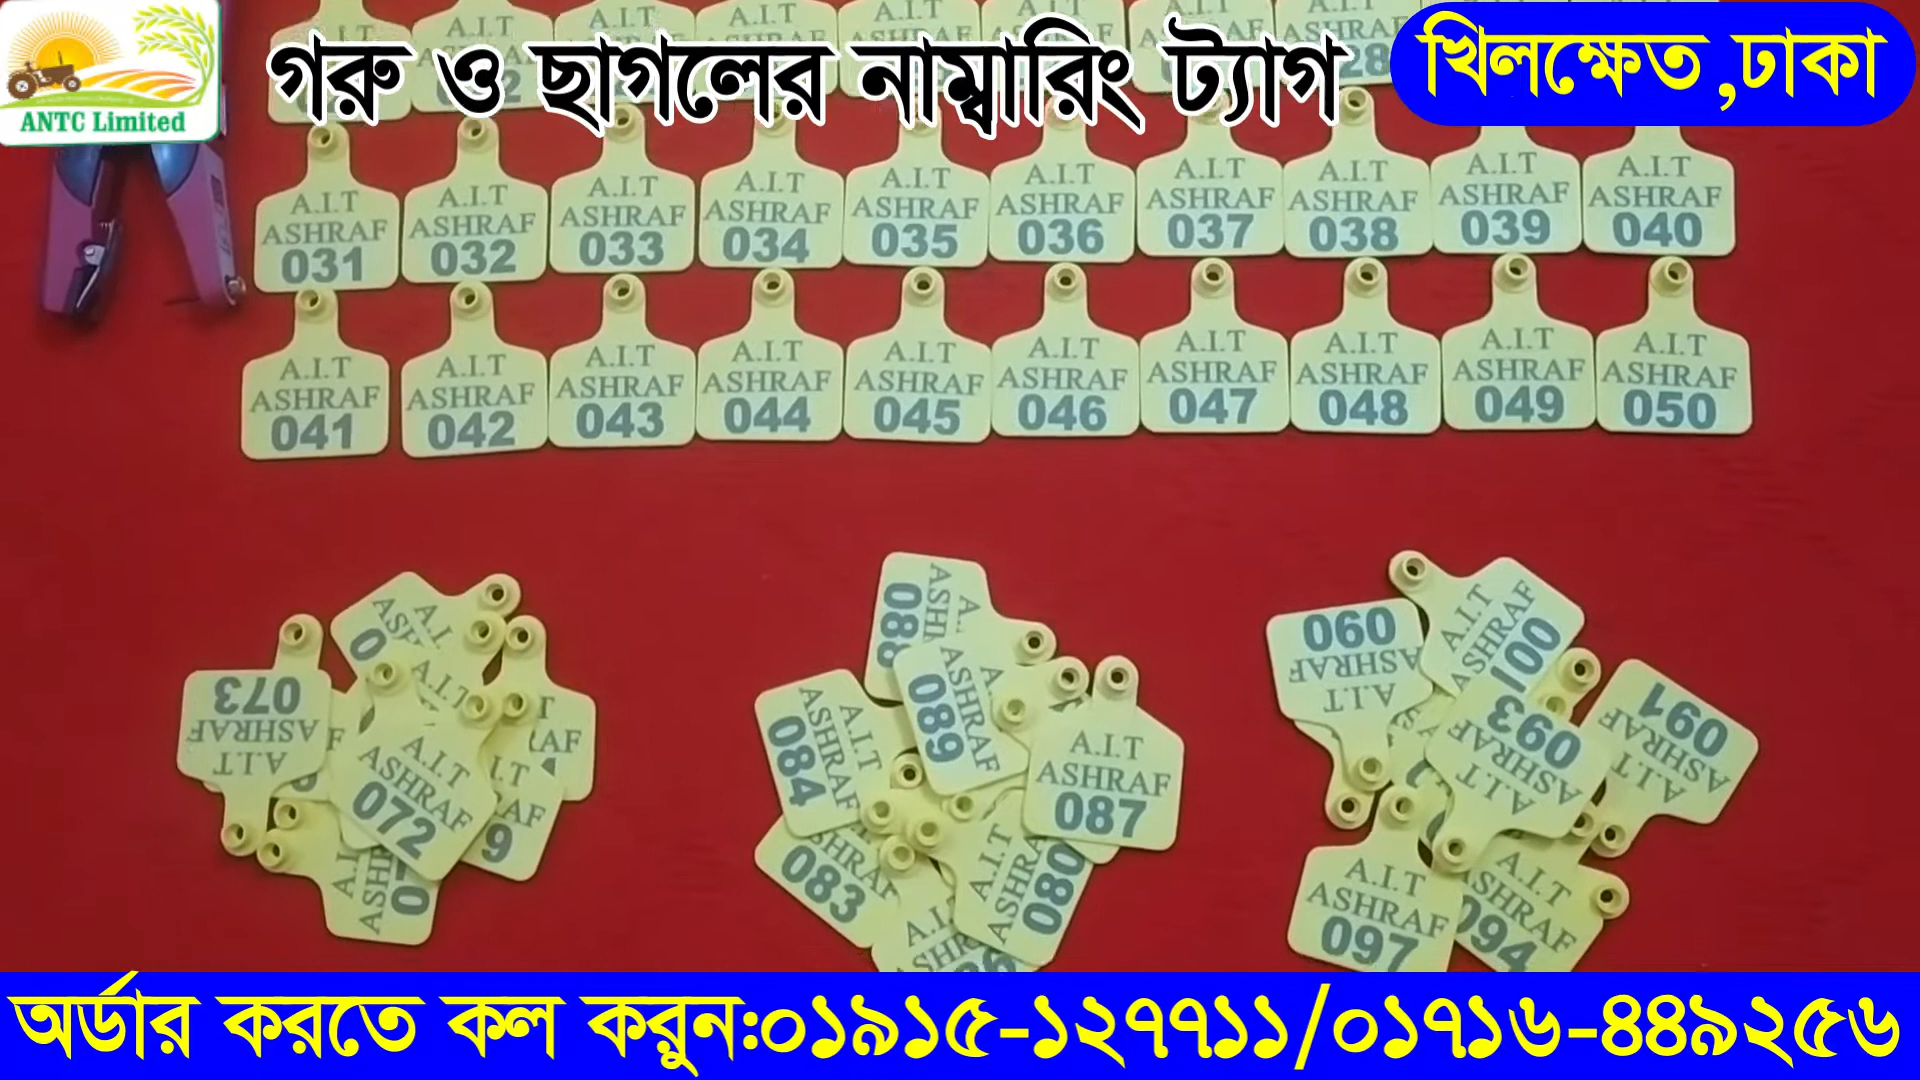 ANTC Limited
গরু ও ছাগলের নাম্বারিং ট্যাগ
খিলক্ষেত ,ঢাকা
A.I.T ASHRAF 031
A.I.T ASHRAF 032
A.I.T ASHRAF 033
A.I.T ASHRAF 034
A.I.T ASHRAF 035
A.I.T ASHRAF 036
A.I.T ASHRAF 037
A.I.T ASHRAF 038
A.I.T ASHRAF 039
A.I.T ASHRAF 040
A.I.T ASHRAF 041
A.I.T ASHRAF 042
A.I.T ASHRAF 043
A.I.T ASHRAF 044
A.I.T ASHRAF 045
A.I.T ASHRAF 046
A.I.T ASHRAF 047
A.I.T ASHRAF 048
A.I.T ASHRAF 049
A.I.T ASHRAF 050
A.I.T ASHRAF 073
A.I.T ASHRAF 072
A.I.T ASHRAF 084
ASHRAF 089
A.I.T ASHRAF 087
083
A.I.T 080
A.I.T ASHRAF 060
A.I.T ASHRAF 001
A.I.T ASHRAF 093
A.I.T ASHRAF 091
A.I.T ASHRAF 097
A.I.T ASHRAF 094
অর্ডার করতে কল করুন:০১৯১৫-১২৭৭১১/০১৭১৬-৪৪৯২৫৬